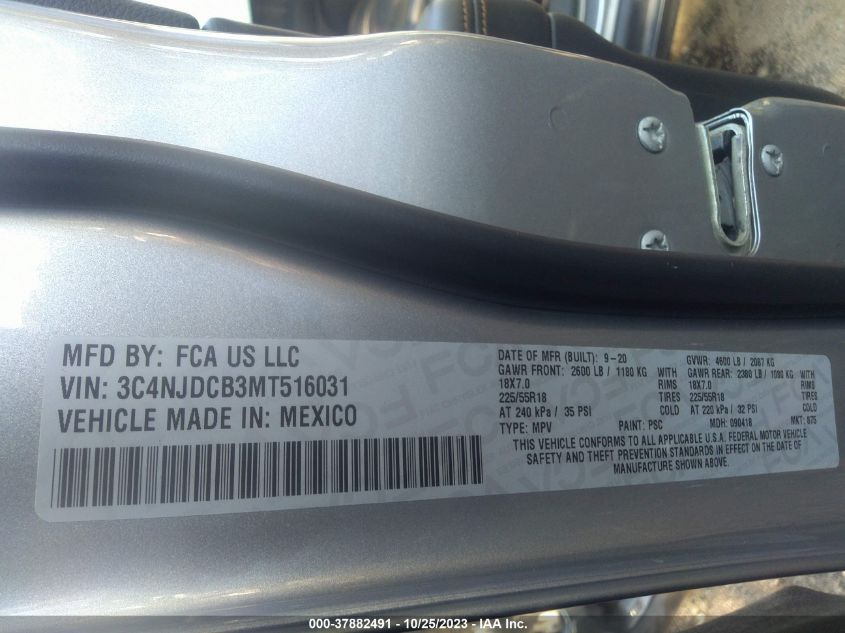 MFD BY: FCA US LLC
VIN: 3C4NJDCB3MT516031
VEHICLE MADE IN: MEXICO
DATE OF MFR (BUILT): 9-20 GVWR: 4600 LB / 2087 KG
GAWR FRONT: 2600 LB / 1180 KG WITH GAWR REAR: 2380 LB / 1080 KG WITH
18X7.0 RIMS 18X7.0 RIMS
225/55R18 TIRES 225/55R18 TIRES
AT 240 kPa / 35 PSI COLD AT 220 kPa / 32 PSI COLD
TYPE: MPV PAINT: PSC MDH: 090418 MKT: 875
THIS VEHICLE CONFORMS TO ALL APPLICABLE U.S.A. FEDERAL MOTOR VEHICLE
SAFETY AND THEFT PREVENTION STANDARDS IN EFFECT ON THE DATE OF
MANUFACTURE SHOWN ABOVE.
000-37882491 - 10/25/2023 - IAA Inc.